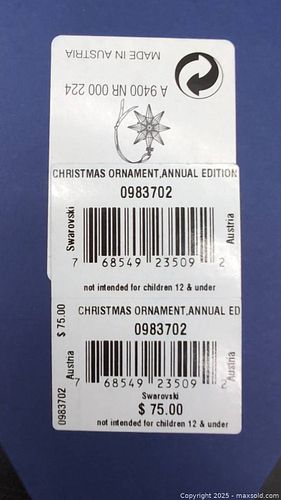 MADE IN AUSTRIA
A 9400 NR 000 224
CHRISTMAS ORNAMENT,ANNUAL EDITION
0983702
Swarovski
Austria
7 68549 23509 2
not intended for children 12 & under
CHRISTMAS ORNAMENT,ANNUAL ED
0983702
0983702 $ 75.00
Austria
Austria
7 68549 23509 2
Swarovski
$ 75.00
not intended for children 12 & under
Copyright © 2025 - maxsold.com